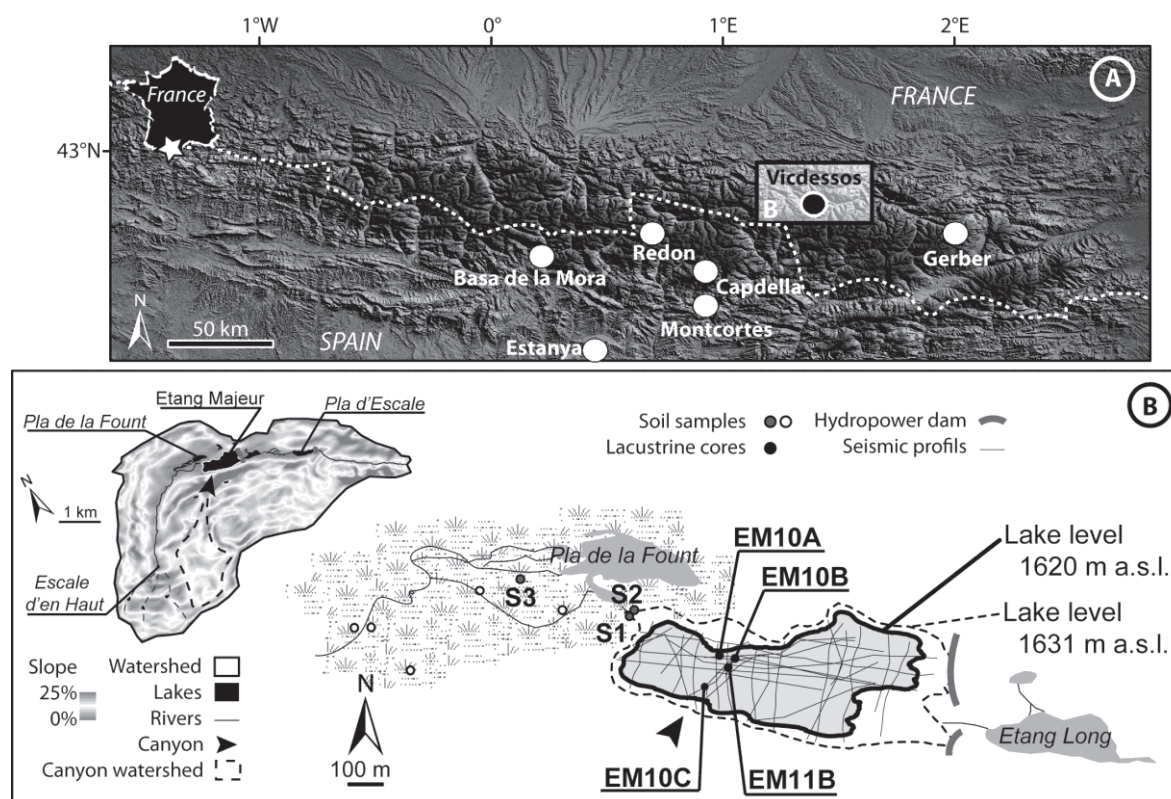 1°W
0°
1°E
2°E
France
FRANCE
A
43°N
Vicdessos
B
Redon
Gerber
Basa de la Mora
Capdella
Montcortès
N
50 km
SPAIN
Estanya
B
Etang Majeur
Pla de la Fount
Pla d'Escale
Soil samples
Hydropower dam
Lacustrine cores
Seismic profils
N
1 km
EM10A
Lake level
1620 m a.s.l.
Pla de la Fount
EM10B
S3
S2
S1
Lake level
1631 m a.s.l.
Escale
d'en Haut
Slope
25%
0%
Watershed
Lakes
Rivers
Canyon
Canyon watershed
N
100 m
Etang Long
EM10C
EM11B